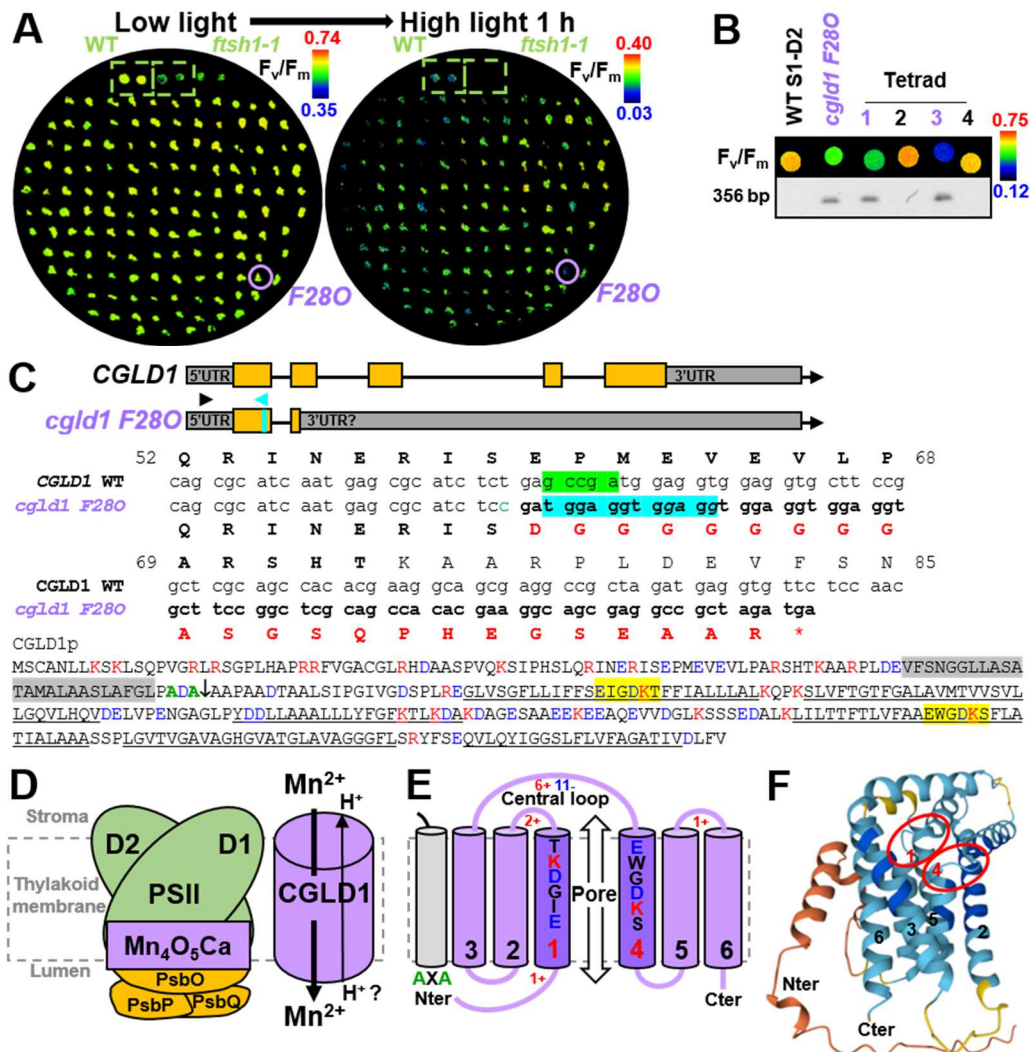 A
Low light
High light 1 h
WT
ftsh1-1
0.74
Fv/Fm
0.35
F28O
WT
ftsh1-1
0.40
Fv/Fm
0.03
F28O
B
WT S1-D2
cgld1 F28O
Tetrad
1 2 3 4
Fv/Fm
356 bp
0.75
0.12
C
CGLD1
5'UTR
3'UTR
cgld1 F28O
5'UTR
3'UTR?
52 Q R I N E R I S E P M E V E V L P 68
CGLD1 WT cag cgc atc aat gag cgc atc tct gag ccg atg gag gtg gag gtg ctt ccg
cgld1 F28O cag cgc atc aat gag cgc atc tcc gat gga ggt gga ggt gga ggt gga ggt
Q R I N E R I S D G G G G G G G G
69 A R S H T K A A R P L D E V F S N 85
CGLD1 WT gct cgc agc cac acg aag gca gcg agg ccg cta gat gag gtg ttc tcc aac
cgld1 F28O gct tcc ggc tcg cag cca cac gaa ggc agc gag gcc gct aga tga
A S G S Q P H E G S E A A R *
CGLD1p
MSCANLLKSKLSQPVGRLRSGPLHAPRRFVGACGLRHDAASPVQKSIPHSLQRINERISEPMEVEVLPARSHTKAARPLDEVFSNGGLLASA
TAMALAASLAFGLPADA↓AAPAADTAALSIPGIVGDSPLREGLVSGFLLIFFSEIGDKTFFIALLLALKQPKSLVFTGTFGALAVMTVVSVL
LGQVLHQVDELVPENGAGLPYDDLLAAALLLYFGFKTLKDAKDAGESAAEEKEEAQEVVDGLKSSSEDALKLILTTFTLVFAAEWGDKSFLA
TIALAAASSPLGVTVGAVAGHGVATGLAVAGGGFLSRYFSEQVLQYIGGSLFLVFAGATIVDLFV
D
Mn2+
H+
Stroma
D2
D1
Thylakoid
membrane
PSII
CGLD1
Mn4O5Ca
Lumen
PsbO
PsbP
PsbQ
H+ ?
Mn2+
E
6+ 11-
Central loop
2+
1+
T
K
D
G
I
E
Pore
E
W
G
D
K
S
3 2 1 4 5 6
AXA
1+
Nter
Cter
F
1
4
5
6
3
2
Nter
Cter